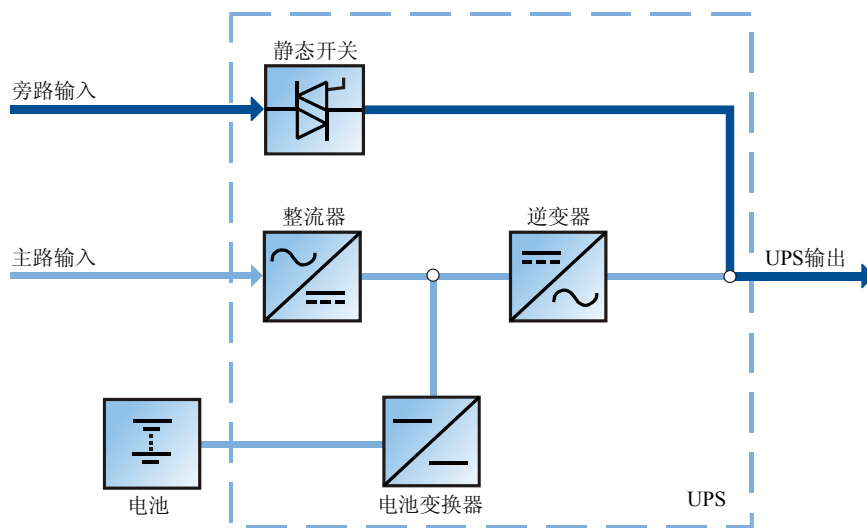 静态开关
旁路输入
整流器
逆变器
主路输入
UPS输出
电池
电池变换器
UPS